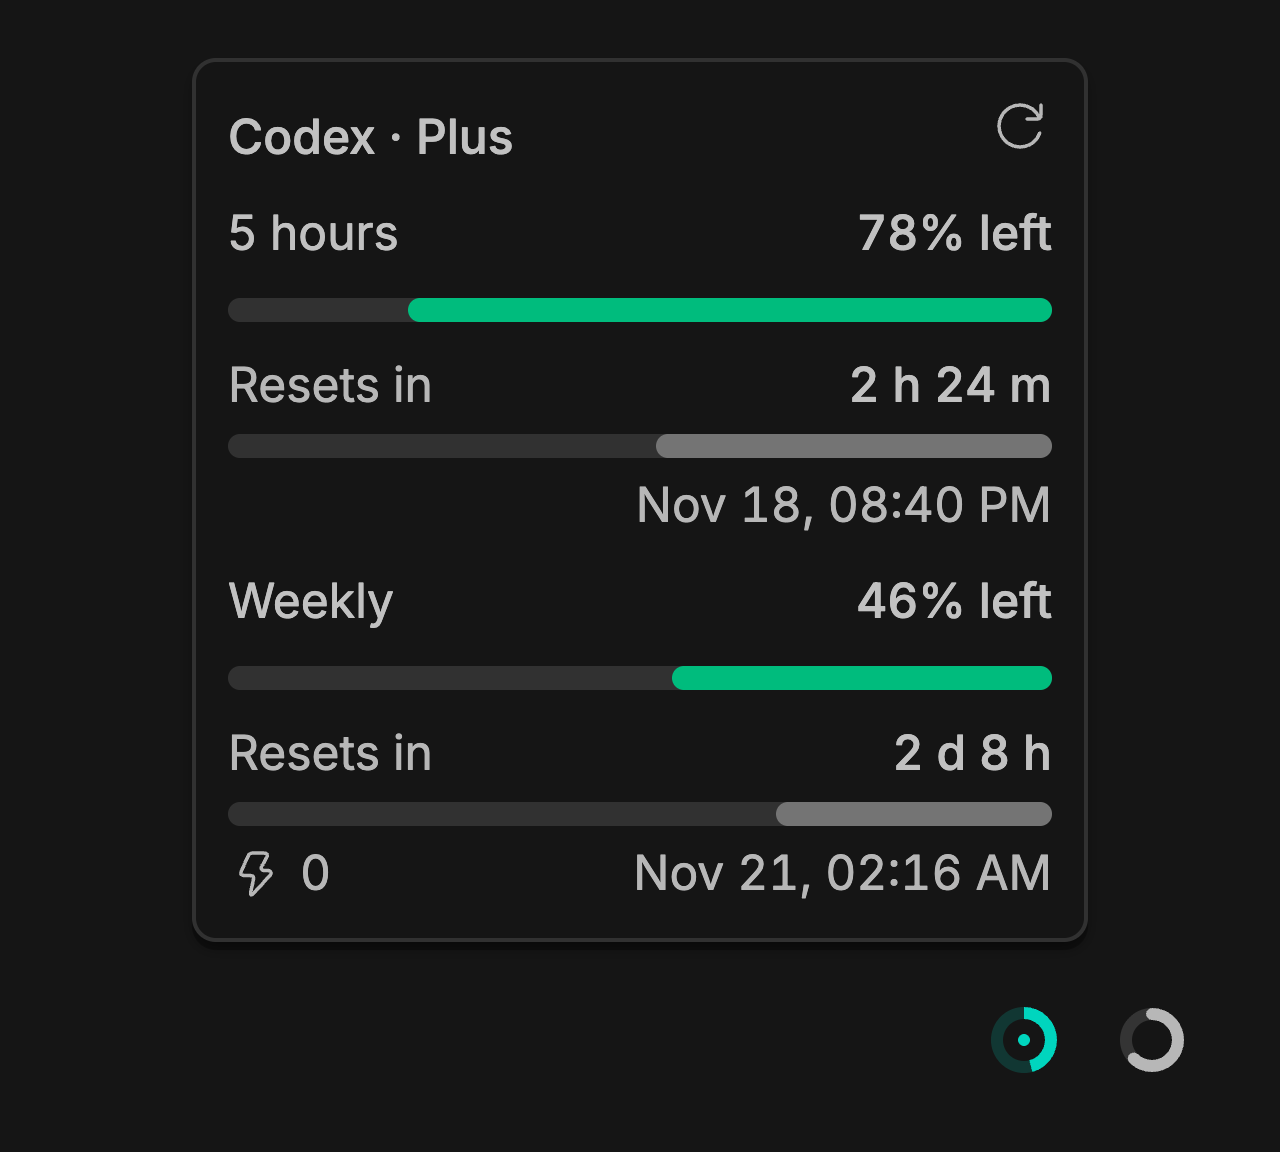 Codex · Plus
5 hours 78% left
Resets in 2 h 24 m
Nov 18, 08:40 PM
Weekly 46% left
Resets in 2 d 8 h
0 Nov 21, 02:16 AM